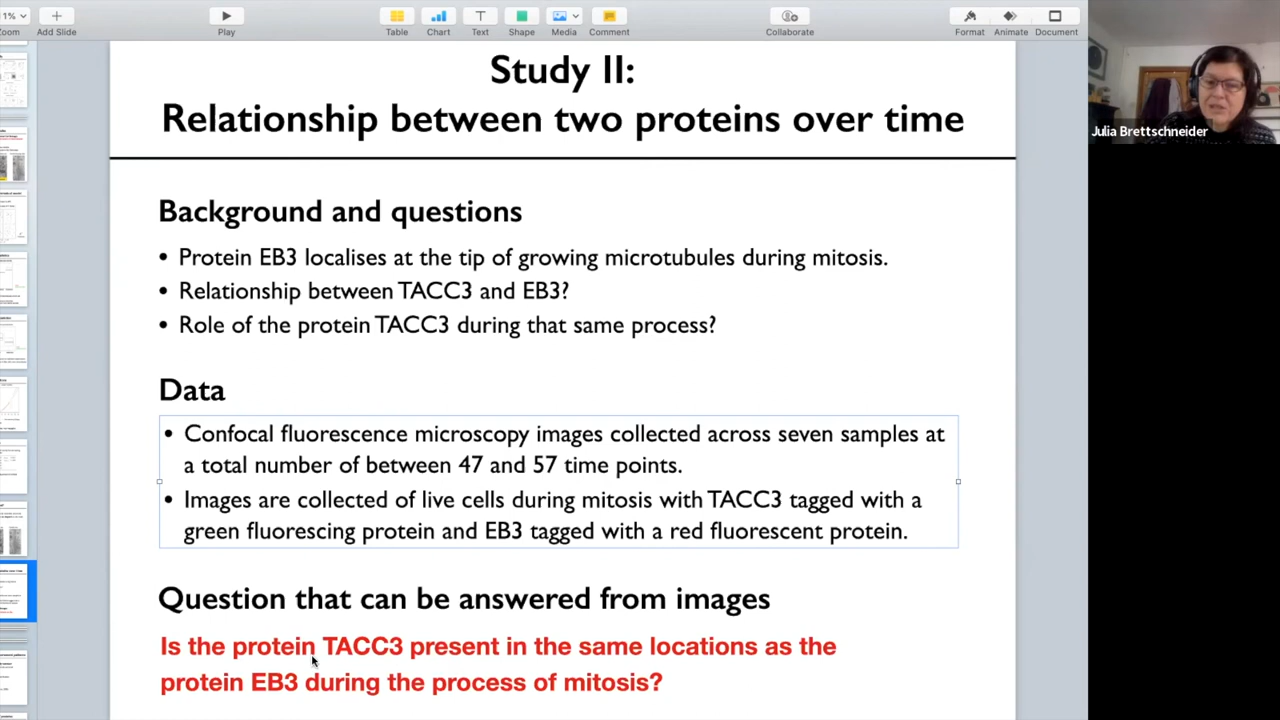 1%
Zoom
Add Slide
Play
Table
Chart
Text
Shape
Media
Comment
Collaborate
Format
Animate
Document
Julia Brettschneider
Study II:
Relationship between two proteins over time
Background and questions
• Protein EB3 localises at the tip of growing microtubules during mitosis.
• Relationship between TACC3 and EB3?
• Role of the protein TACC3 during that same process?
Data
• Confocal fluorescence microscopy images collected across seven samples at
a total number of between 47 and 57 time points.
• Images are collected of live cells during mitosis with TACC3 tagged with a
green fluorescing protein and EB3 tagged with a red fluorescent protein.
Question that can be answered from images
Is the protein TACC3 present in the same locations as the
protein EB3 during the process of mitosis?